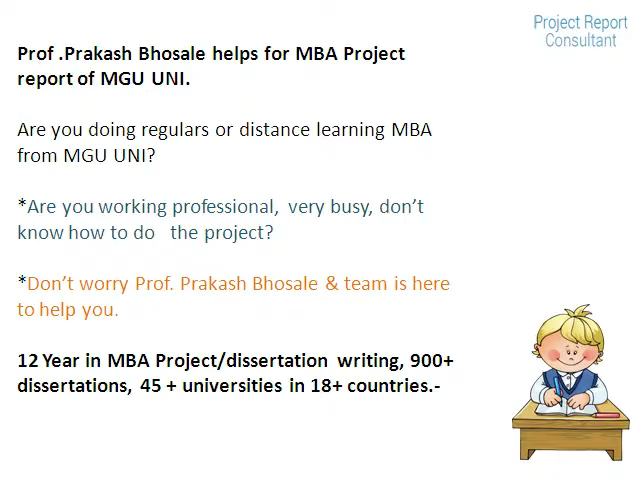 Project Report
Consultant
Prof .Prakash Bhosale helps for MBA Project
report of MGU UNI.
Are you doing regulars or distance learning MBA
from MGU UNI?
*Are you working professional, very busy, don't
know how to do the project?
*Don't worry Prof. Prakash Bhosale & team is here
to help you.
12 Year in MBA Project/dissertation writing, 900+
dissertations, 45 + universities in 18+ countries.-